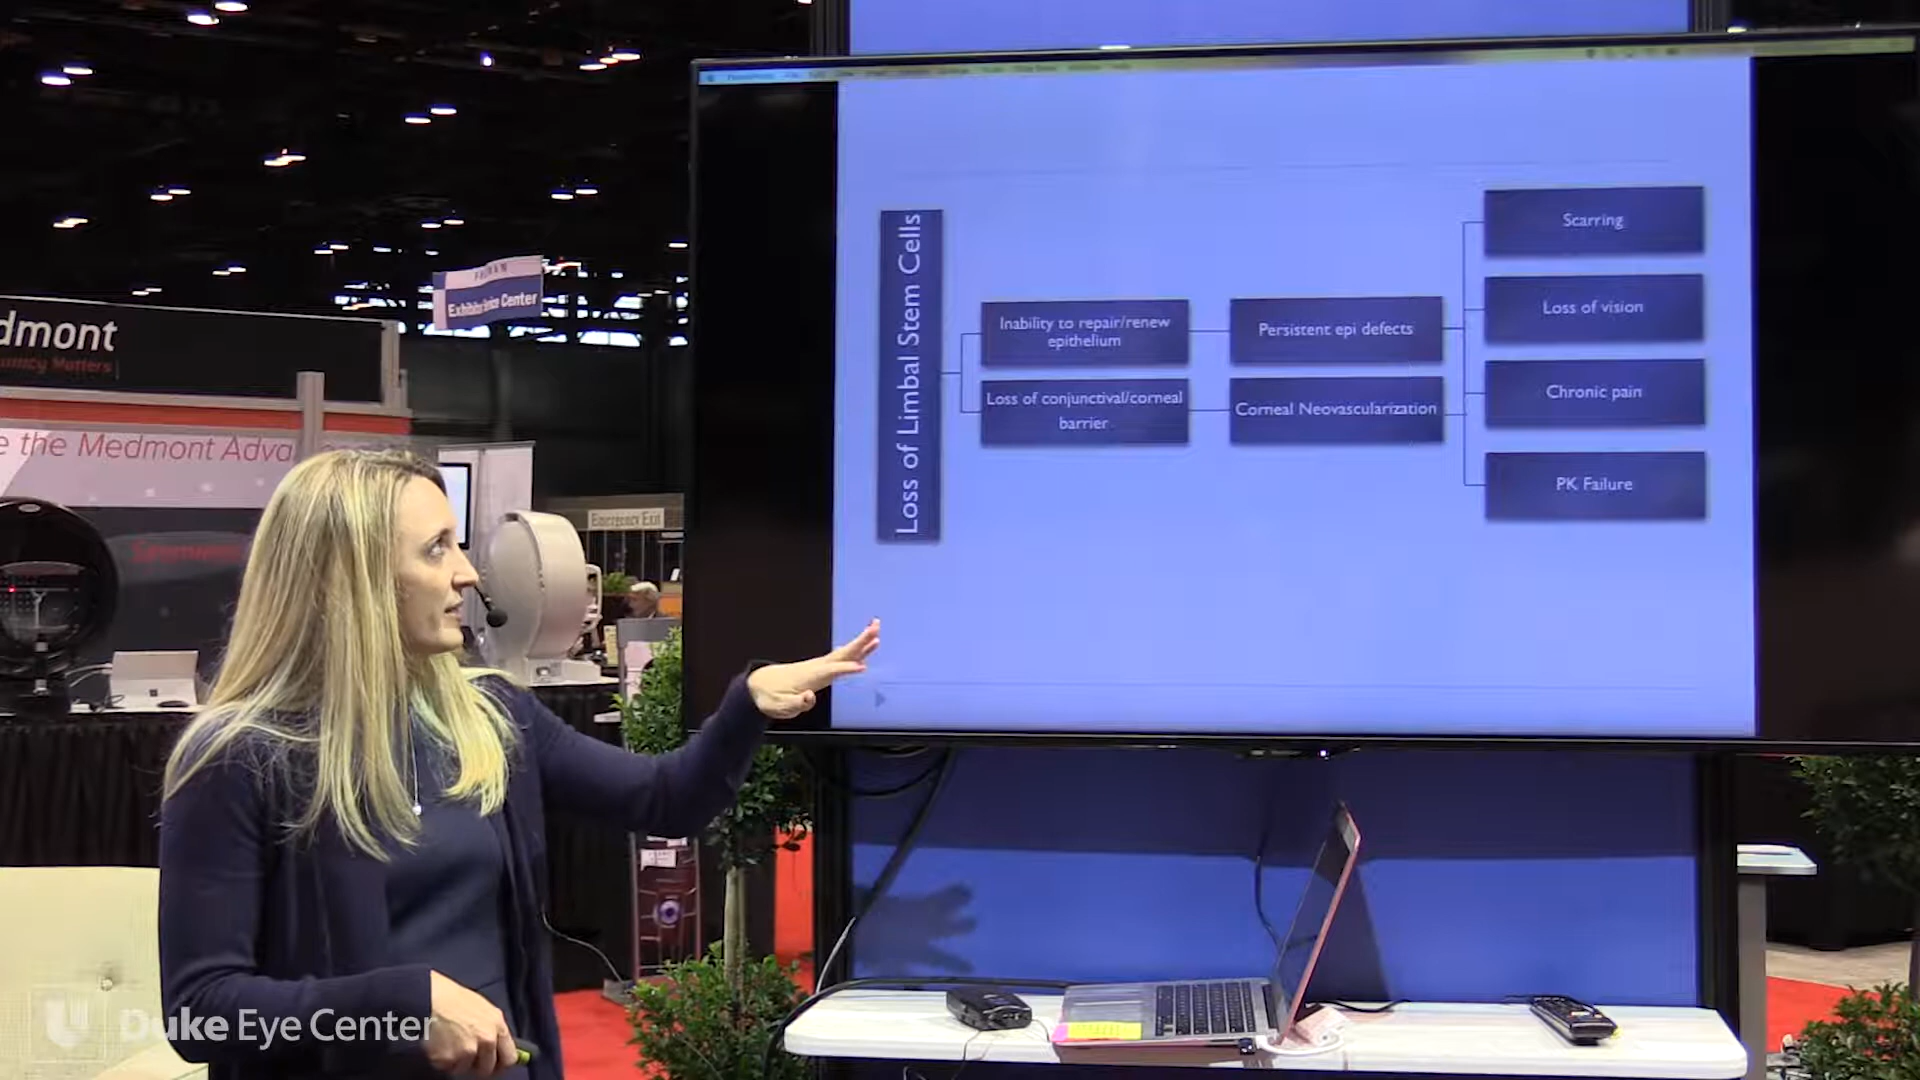 Exhibitor Service Center
dmont
e the Medmont Adva
Emergency Exit
Loss of Limbal Stem Cells
Inability to repair/renew
epithelium
Loss of conjunctival/corneal
barrier
Persistent epi defects
Corneal Neovascularization
Scarring
Loss of vision
Chronic pain
PK Failure
Duke Eye Center